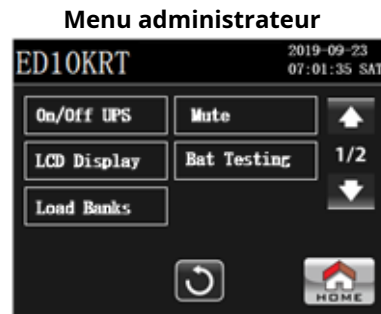 Menu administrateur
ED10KRT
2019-09-23
07:01:35 SAT
On/Off UPS
Mute
LCD Display
Bat Testing
1/2
Load Banks
HOME